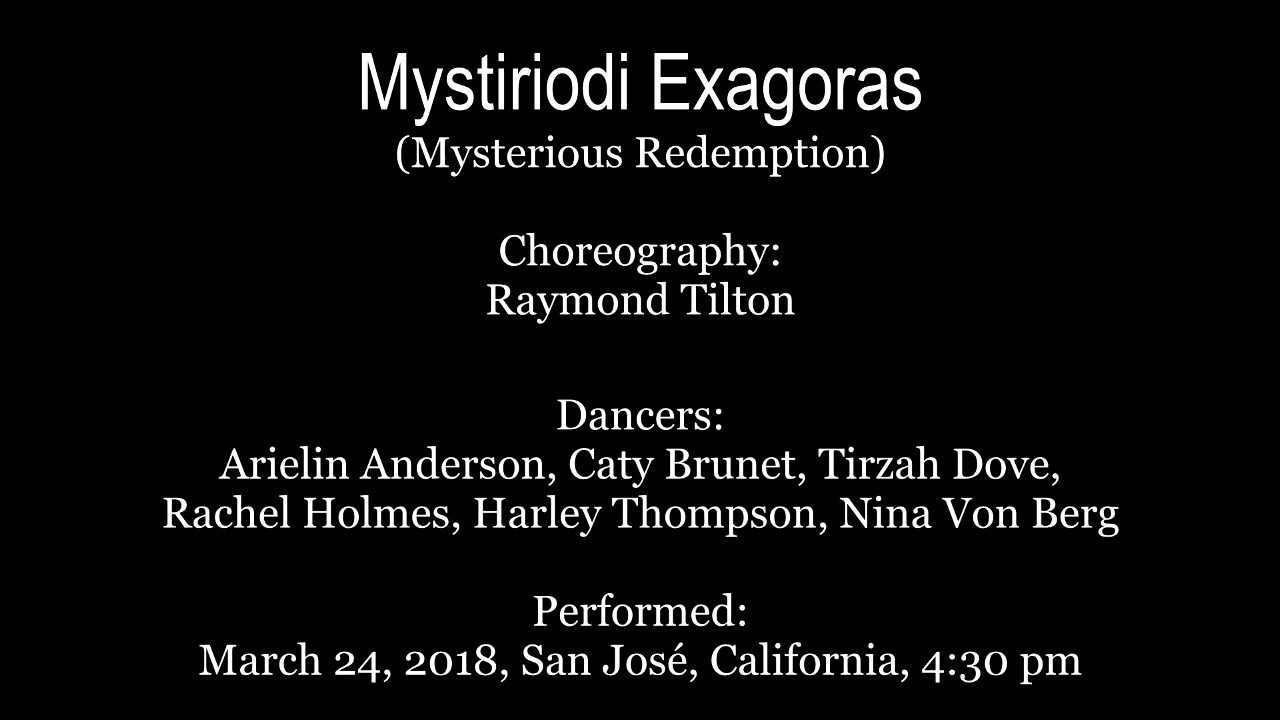 Mystiriodi Exagoras
(Mysterious Redemption)
Choreography:
Raymond Tilton
Dancers:
Arielin Anderson, Caty Brunet, Tirzah Dove,
Rachel Holmes, Harley Thompson, Nina Von Berg
Performed:
March 24, 2018, San José, California, 4:30 pm